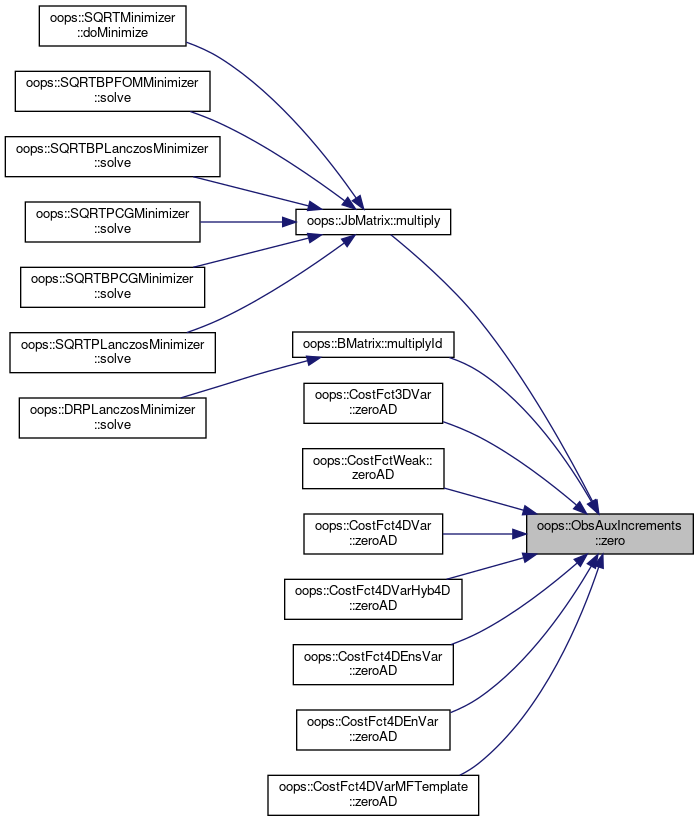 oops::SQRTMinimizer
::doMinimize
oops::SQRTBPFOMMinimizer
::solve
oops::SQRTBPLanczosMinimizer
::solve
oops::SQRTPCGMinimizer
::solve
oops::SQRTBPCGMinimizer
::solve
oops::SQRTPLanczosMinimizer
::solve
oops::DRPLanczosMinimizer
::solve
oops::JbMatrix::multiply
oops::BMatrix::multiplyId
oops::CostFct3DVar
::zeroAD
oops::CostFctWeak::
zeroAD
oops::CostFct4DVar
::zeroAD
oops::CostFct4DVarHyb4D
::zeroAD
oops::CostFct4DEnsVar
::zeroAD
oops::CostFct4DEnVar
::zeroAD
oops::CostFct4DVarMFTemplate
::zeroAD
oops::ObsAuxIncrements
::zero